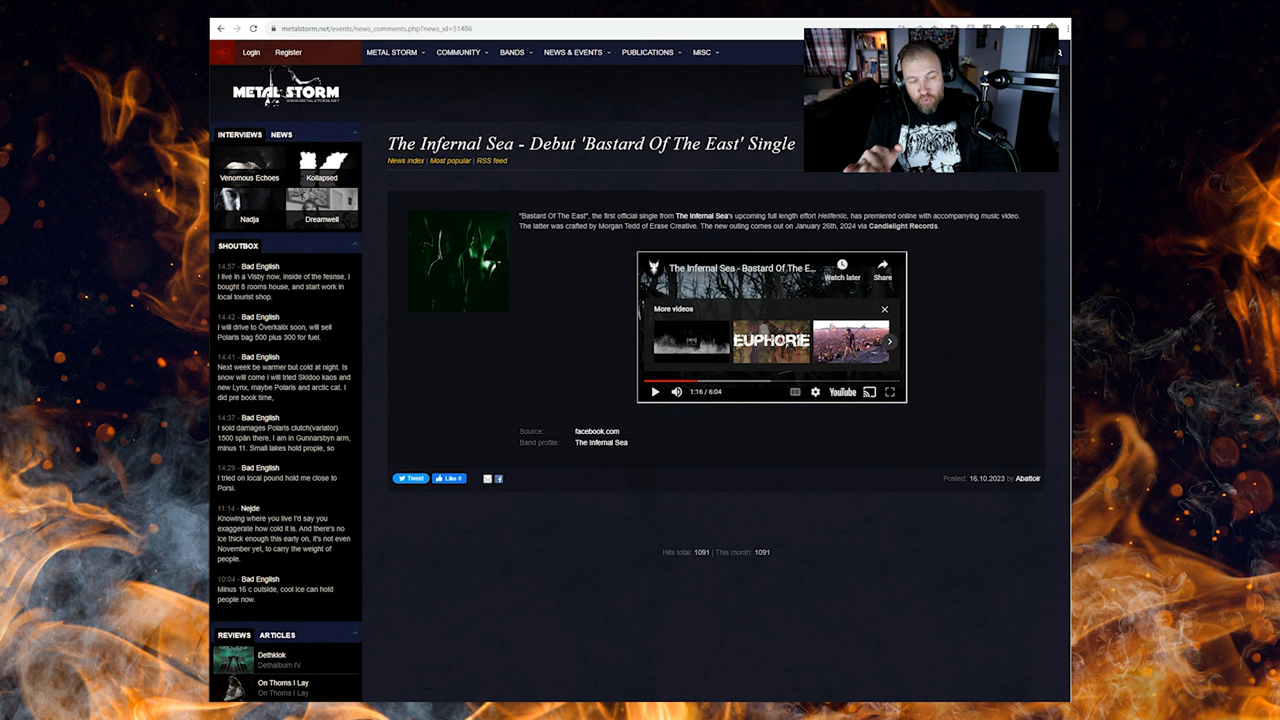 metalstorm.net/events/news_comments.php?news_id=51486
Login Register METAL STORM COMMUNITY BANDS NEWS & EVENTS PUBLICATIONS MISC
METAL STORM
WWW.METALSTORM.NET
INTERVIEWS NEWS
Venomous Echoes Kollapsed
Nadja Dreamwell
SHOUTBOX
14:57 - Bad English
I live in a Visby now, inside of the fesnse, I
bought 8 rooms house, and start work in
local tourist shop.
14:42 - Bad English
I will drive to Överkalix soon, will sell
Polaris bag 500 plus 300 for fuel.
14:41 - Bad English
Next week be warmer but cold at night. Is
snow will come i will tried Skidoo kaos and
new Lynx, maybe Polaris and arctic cat. I
did pre book time,
14:37 - Bad English
I sold damages Polaris clutch(variator)
1500 spän there, I am in Gunnarsbyn arm,
minus 11. Small lakes hold prople, so
14:29 - Bad English
I tried on local pound hold me close to
Porsi.
11:14 - Nejde
Knowing where you live I'd say you
exaggerate how cold it is. And there's no
ice thick enough this early on, it's not even
November yet, to carry the weight of
people.
10:04 - Bad English
Minus 16 c outside, cool ice can hold
people now.
REVIEWS ARTICLES
Dethklok
Dethalbum IV
On Thorns I Lay
On Thorns I Lay
The Infernal Sea - Debut 'Bastard Of The East' Single
News index | Most popular | RSS feed
"Bastard Of The East", the first official single from The Infernal Sea's upcoming full length effort Hellfenlic, has premiered online with accompanying music video.
The latter was crafted by Morgan Tedd of Erase Creative. The new outing comes out on January 26th, 2024 via Candlelight Records.
The Infernal Sea - Bastard Of The E...
Watch later Share
More videos
EUPHORIE
1:16 / 6:04 CC YouTube
Source: facebook.com
Band profile: The Infernal Sea
Tweet Like 0
Posted: 16.10.2023 by Abattoir
Hits total: 1091 | This month: 1091